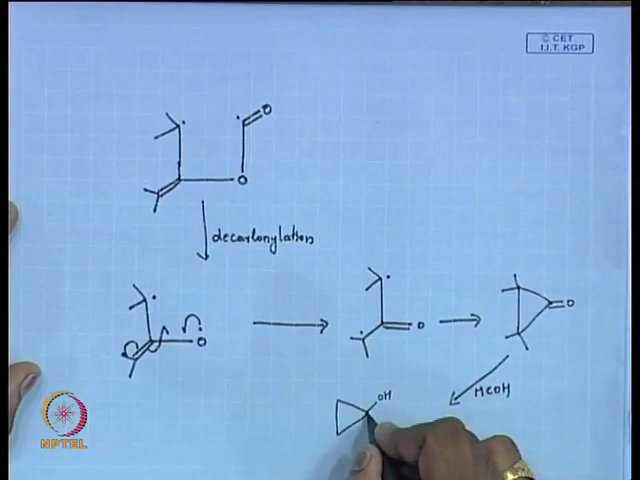 © CET
I.I.T. KGP
O
O
decarbonylation
O
O
O
MeOH
OH
NPTEL